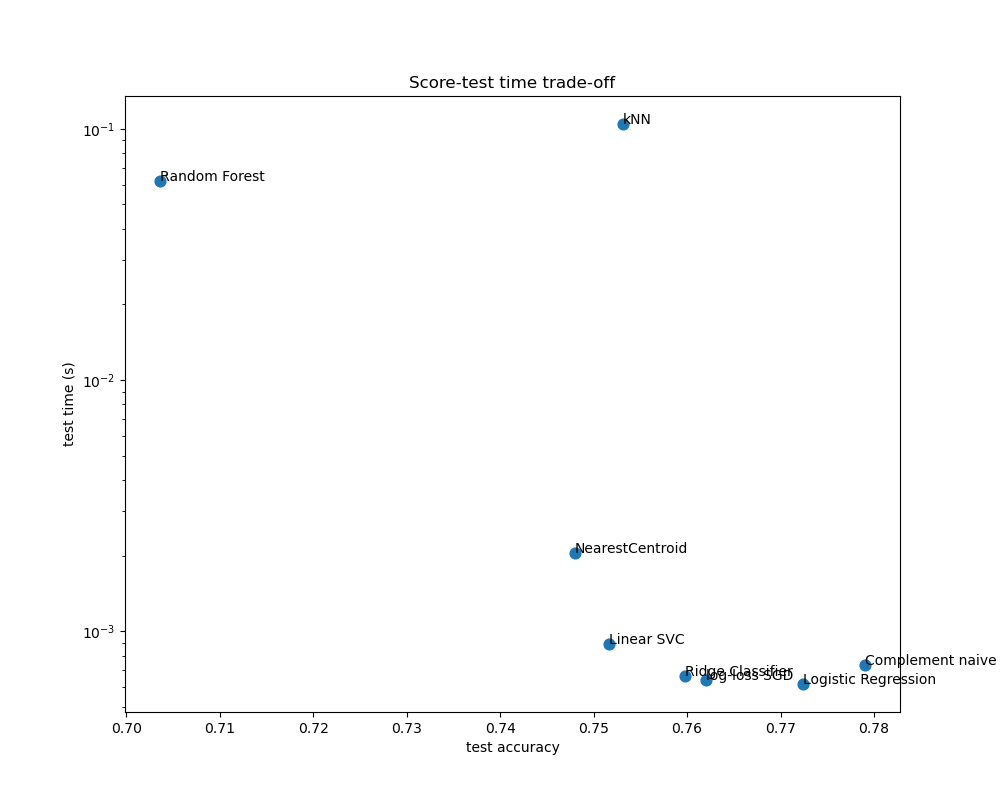 Score-test time trade-off
kNN
Random Forest
NearestCentroid
Linear SVC
Complement naive
Ridge Classifier
log-loss SGD
Logistic Regression
10⁻¹
10⁻²
10⁻³
test time (s)
0.70 0.71 0.72 0.73 0.74 0.75 0.76 0.77 0.78
test accuracy